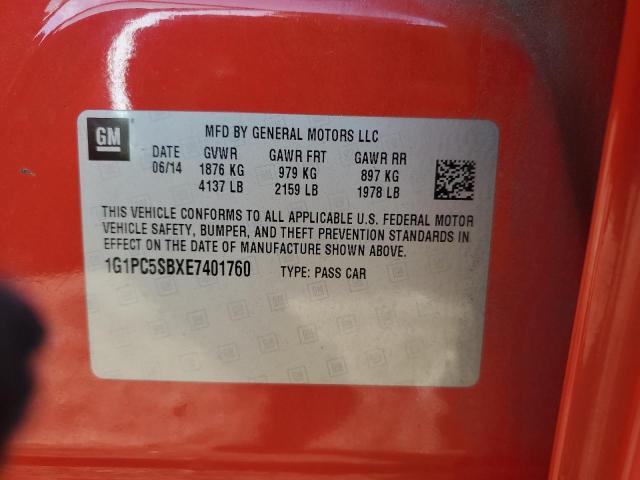 GM
MFD BY GENERAL MOTORS LLC
DATE GVWR GAWR FRT GAWR RR
06/14 1876 KG 979 KG 897 KG
4137 LB 2159 LB 1978 LB
THIS VEHICLE CONFORMS TO ALL APPLICABLE U.S. FEDERAL MOTOR
VEHICLE SAFETY, BUMPER, AND THEFT PREVENTION STANDARDS IN
EFFECT ON THE DATE OF MANUFACTURE SHOWN ABOVE.
1G1PC5SBXE7401760 TYPE: PASS CAR